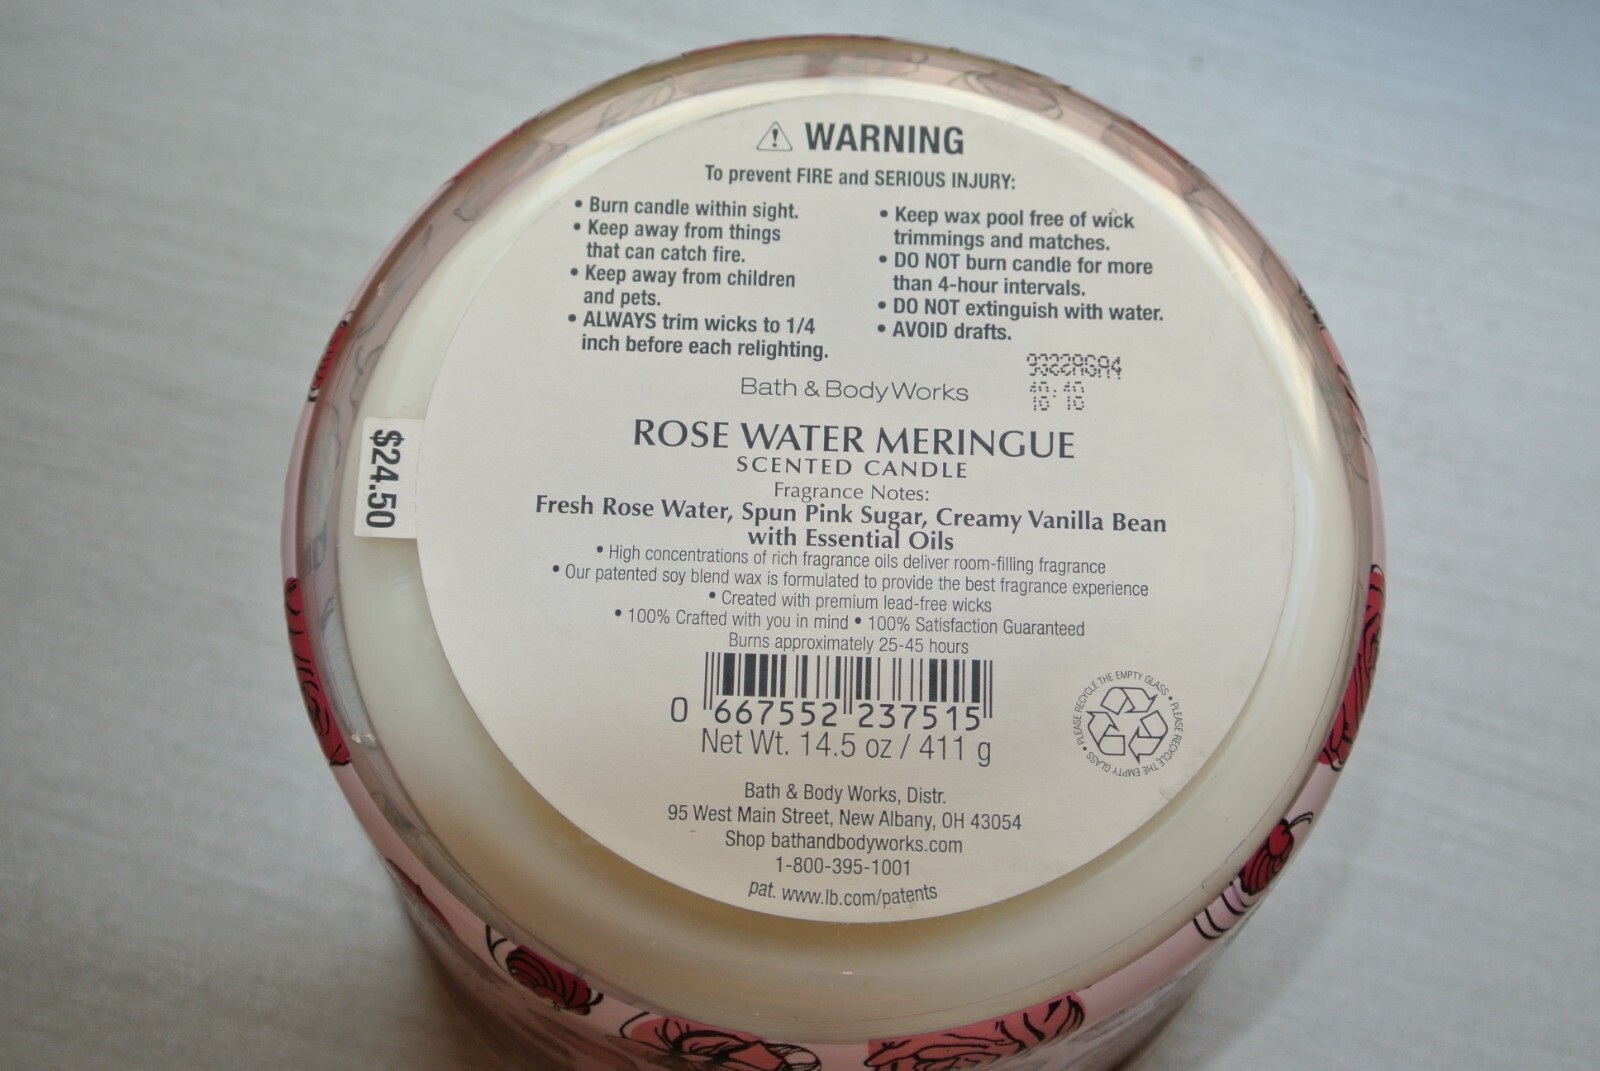 ⚠ WARNING
To prevent FIRE and SERIOUS INJURY:
• Burn candle within sight.
• Keep away from things
that can catch fire.
• Keep away from children
and pets.
• ALWAYS trim wicks to 1/4
inch before each relighting.
• Keep wax pool free of wick
trimmings and matches.
• DO NOT burn candle for more
than 4-hour intervals.
• DO NOT extinguish with water.
• AVOID drafts.
Bath & Body Works
ROSE WATER MERINGUE
SCENTED CANDLE
$24.50
Fragrance Notes:
Fresh Rose Water, Spun Pink Sugar, Creamy Vanilla Bean
with Essential Oils
• High concentrations of rich fragrance oils deliver room-filling fragrance
• Our patented soy blend wax is formulated to provide the best fragrance experience
• Created with premium lead-free wicks
• 100% Crafted with you in mind • 100% Satisfaction Guaranteed
Burns approximately 25-45 hours
0 667552 237515
Net Wt. 14.5 oz / 411 g
PLEASE RECYCLE THE EMPTY GLASS • PLEASE RECYCLE THE EMPTY GLASS •
Bath & Body Works, Distr.
95 West Main Street, New Albany, OH 43054
Shop bathandbodyworks.com
1-800-395-1001
pat. www.lb.com/patents